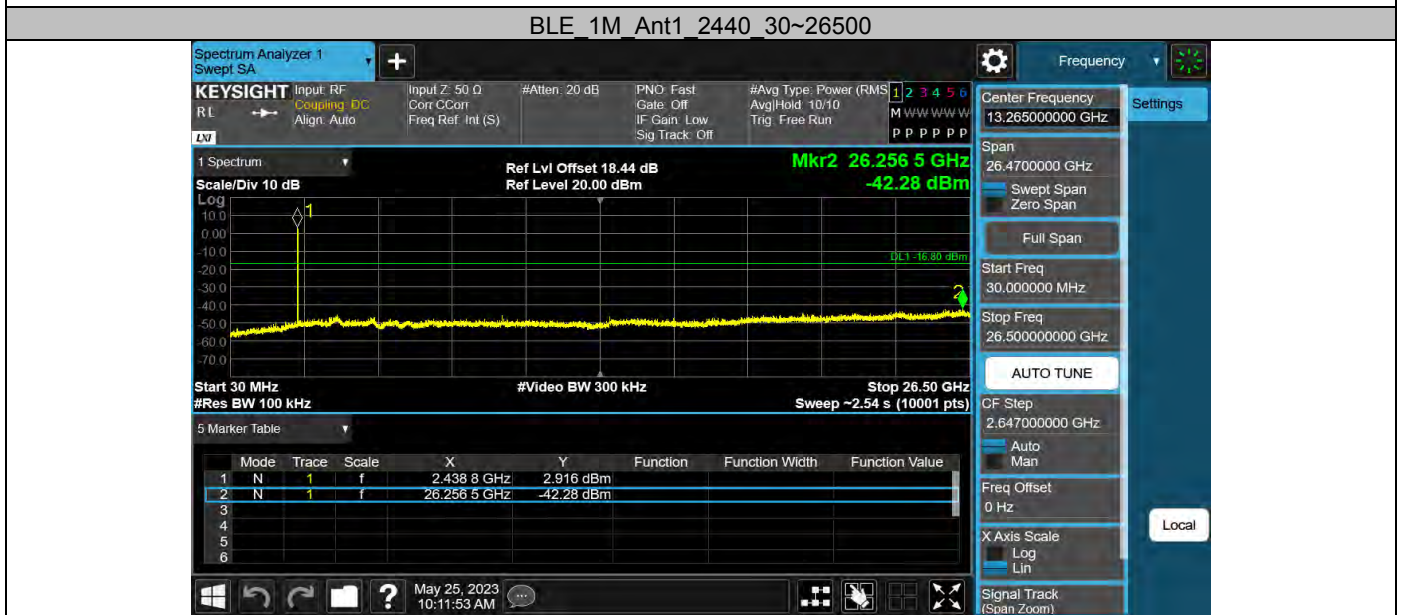 BLE_1M_Ant1_2440_30~26500
Spectrum Analyzer 1
Swept SA
Frequency
KEYSIGHT
RL
LXI
Input: RF
Coupling: DC
Align: Auto
Input Z: 50 Ω
Corr CCorr
Freq Ref: Int (S)
#Atten: 20 dB
PNO: Fast
Gate: Off
IF Gain: Low
Sig Track: Off
#Avg Type: Power (RMS
Avg|Hold: 10/10
Trig: Free Run
1 2 3 4 5 6
M W W W W W
P P P P P P
1 Spectrum
Scale/Div 10 dB
Ref Lvl Offset 18.44 dB
Ref Level 20.00 dBm
Mkr2 26.256 5 GHz
-42.28 dBm
Log
10.0
0.00
-10.0
-20.0
-30.0
-40.0
-50.0
-60.0
-70.0
1
DL1 -16.80 dBm
2
Start 30 MHz
#Video BW 300 kHz
Stop 26.50 GHz
#Res BW 100 kHz
Sweep ~2.54 s (10001 pts)
5 Marker Table
Mode Trace Scale X Y Function Function Width Function Value
1 N 1 f 2.438 8 GHz 2.916 dBm
2 N 1 f 26.256 5 GHz -42.28 dBm
3
4
5
6
?
May 25, 2023
10:11:53 AM
Center Frequency
13.265000000 GHz
Settings
Span
26.4700000 GHz
Swept Span
Zero Span
Full Span
Start Freq
30.000000 MHz
Stop Freq
26.500000000 GHz
AUTO TUNE
CF Step
2.647000000 GHz
Auto
Man
Freq Offset
0 Hz
X Axis Scale
Log
Lin
Local
Signal Track
(Span Zoom)